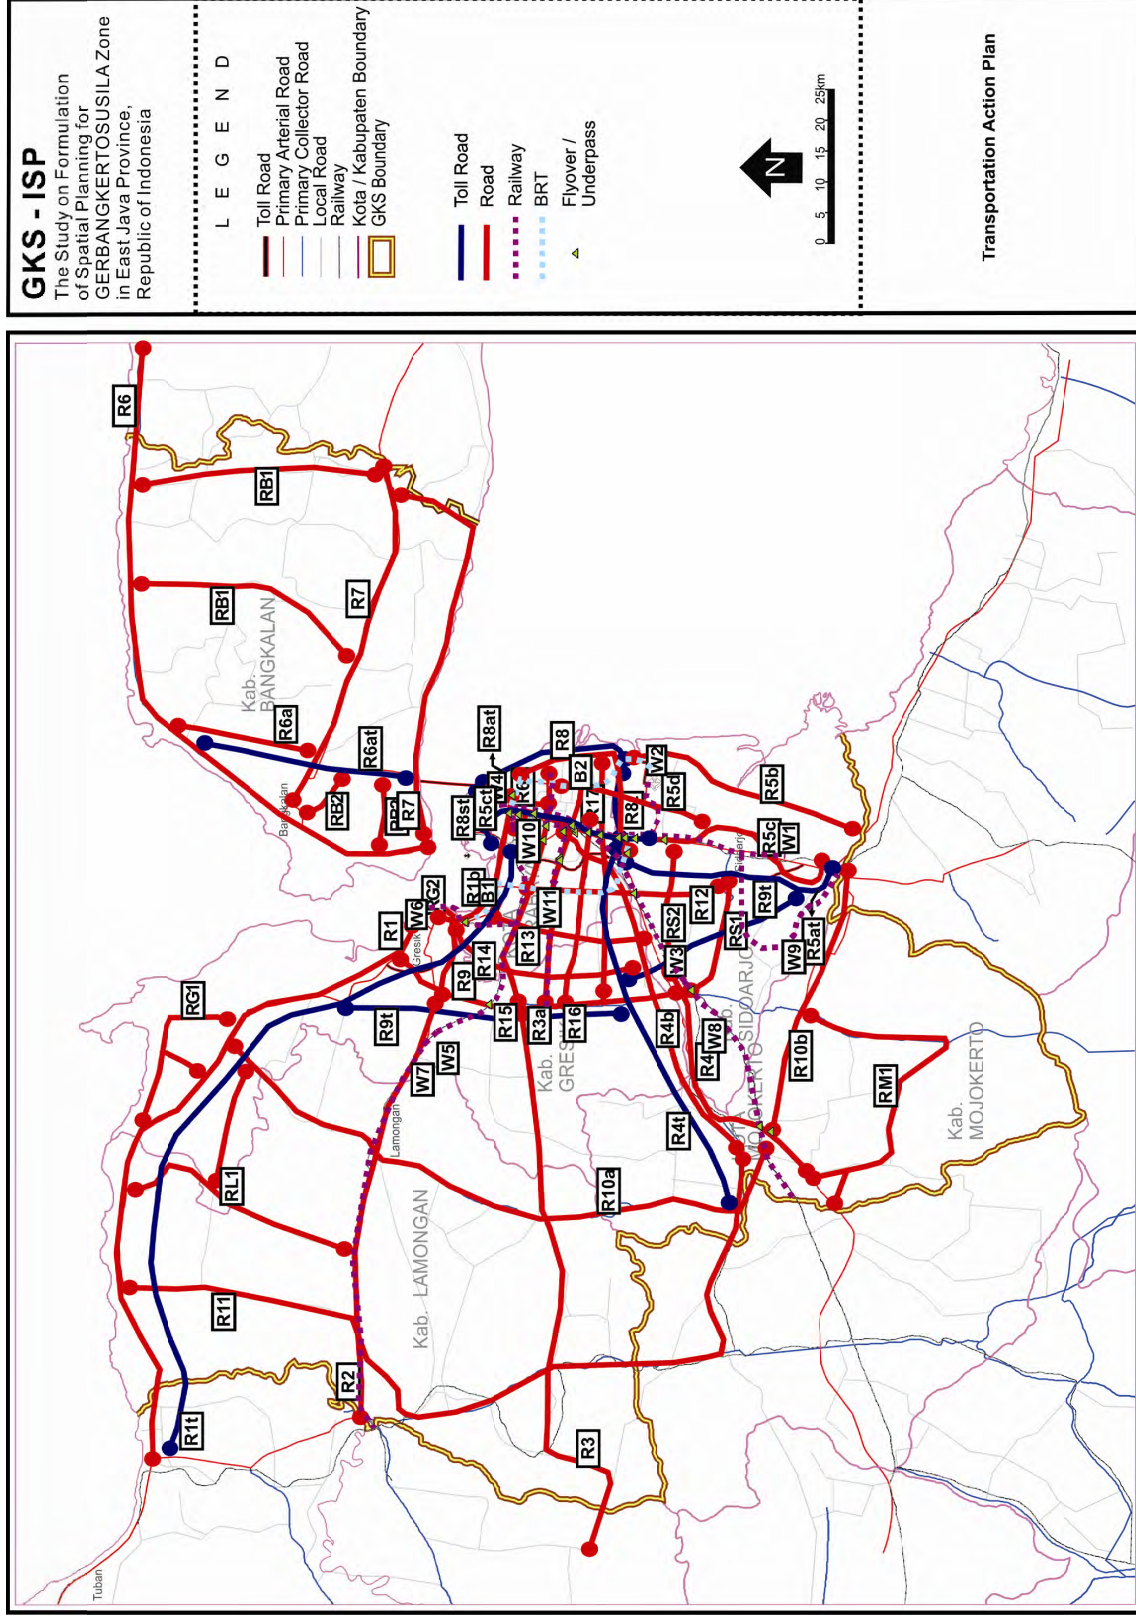 GKS - ISP
The Study on Formulation
of Spatial Planning for
GERBANGKERTOSUSILA Zone
in East Java Province,
Republic of Indonesia
L E G E N D
Toll Road
Primary Arterial Road
Primary Collector Road
Local Road
Railway
Kota / Kabupaten Boundary
GKS Boundary
Toll Road
Road
Railway
BRT
Flyover /
Underpass
N
0 5 10 15 20 25km
Transportation Action Plan
Tuban
R1t
R11
R2
RL1
RG1
R1
Gresik
W6
G2
R9t
R9
R14
R1b
B1
W7
W5
Lamongan
Kab. LAMONGAN
R3
R10a
R15
R3a
R16
R13
W11
W10
Kab.
GRES
R4t
R4b
R4
W8
W3
RS2
RS1
R12
R9t
W9
R5at
R10b
RM1
Kab.
MOJOKERTO
MOJOKERTO
SIDOARJO
R6
RB1
RB1
R7
Kab.
BANGKALAN
R6a
R6at
Bangkalan
RB2
R7
R8st
R5ct
W4
R8at
R8
B2
R17
W2
R5d
R5b
R5c
W1